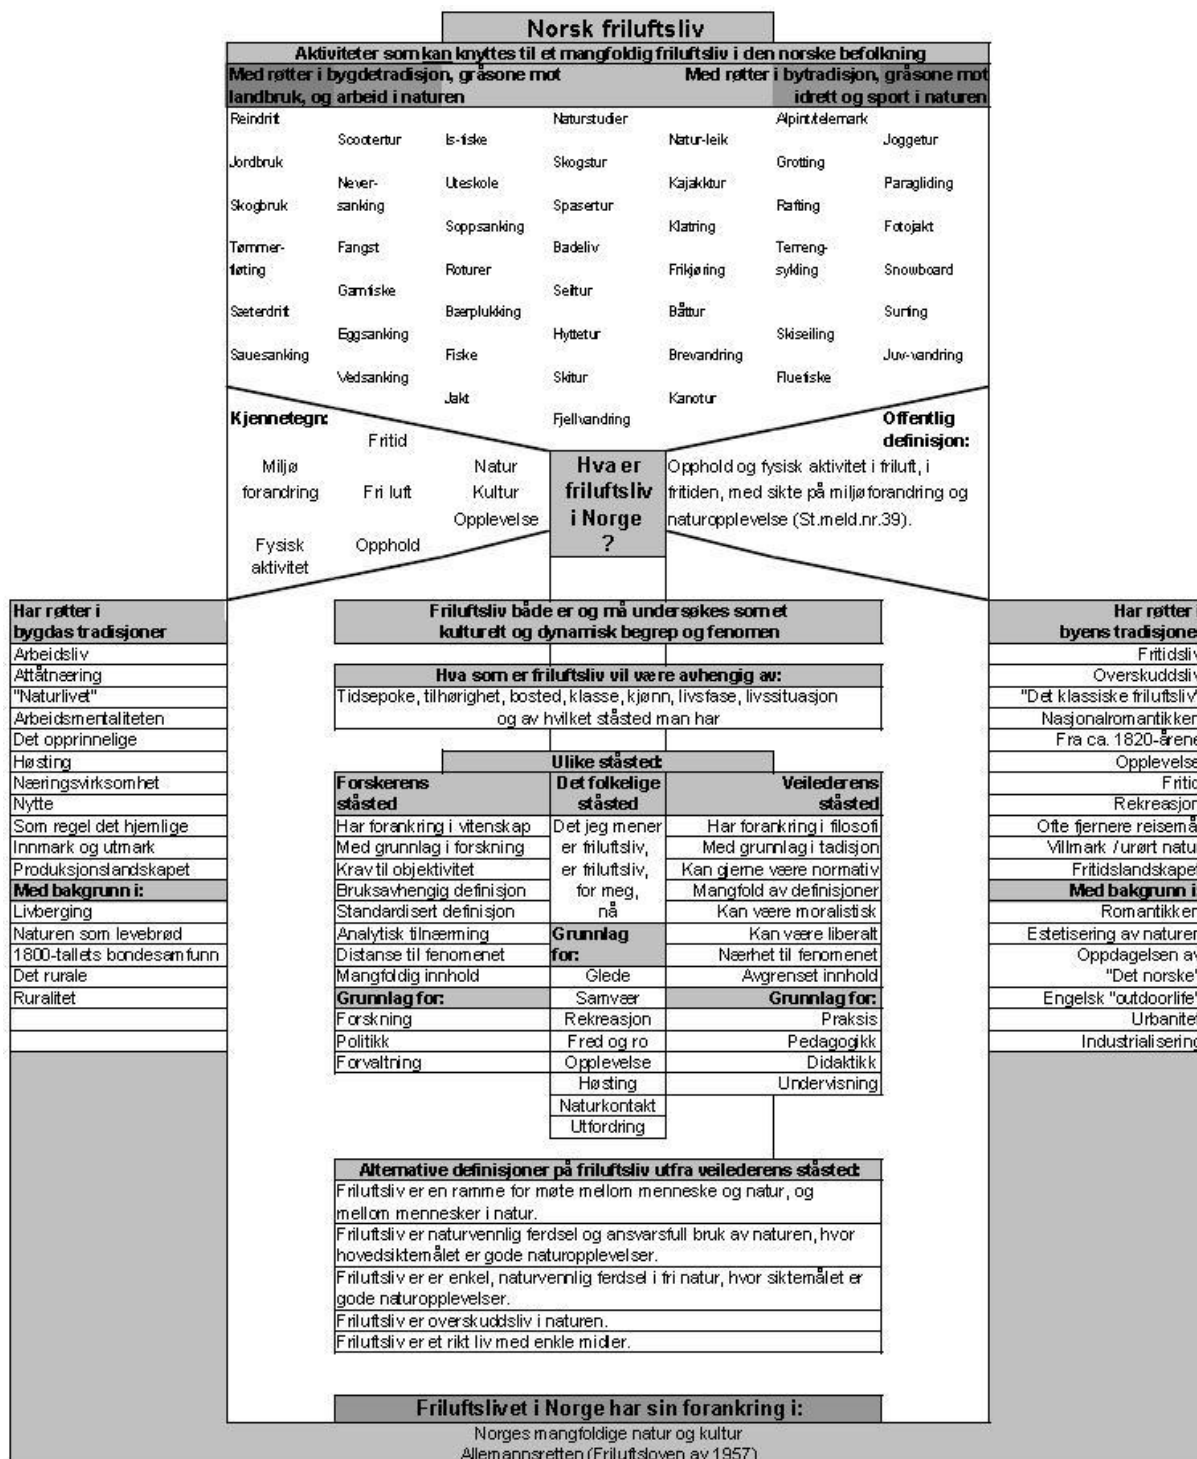 Norsk friluftsliv
Aktiviteter som kan knyttes til et mangfoldig friluftsliv i den norske befolkning
Med røtter i bygdetradisjon, gråsone mot
landbruk, og arbeid i naturen
Med røtter i bytradisjon, gråsone mot
idrett og sport i naturen
Reindrift
Jordbruk
Skogbruk
Tømmer-
fløting
Sæterdrift
Sauesanking
Scootertur
Never-
sanking
Fangst
Garnfiske
Eggsanking
Vedsanking
Is-fiske
Uteskole
Soppsanking
Roturer
Bærplukking
Fiske
Jakt
Naturstudier
Skogstur
Spasertur
Badeliv
Seiltur
Hyttetur
Skitur
Fjellvandring
Natur-leik
Kajakktur
Klatring
Frikjøring
Båttur
Brevandring
Kanotur
Alpint/telemark
Grotting
Rafting
Terreng-
sykling
Skiseiling
Fluefiske
Joggetur
Paragliding
Fotojakt
Snowboard
Surfing
Juv-vandring
Kjennetegn:
Fritid
Miljø
forandring
Fri luft
Natur
Kultur
Opplevelse
Fysisk
aktivitet
Opphold
Hva er
friluftsliv
i Norge
?
Offentlig
definisjon:
Opphold og fysisk aktivitet i friluft, i
fritiden, med sikte på miljøforandring og
naturopplevelse (St.meld.nr.39).
Har røtter i
bygdas tradisjoner
Arbeidsliv
Attåtnæring
"Naturlivet"
Arbeidsmentaliteten
Det opprinnelige
Høsting
Næringsvirksomhet
Nytte
Som regel det hjemlige
Innmark og utmark
Produksjonslandskapet
Med bakgrunn i:
Livberging
Naturen som levebrød
1800-tallets bondesamfunn
Det rurale
Ruralitet
Friluftsliv både er og må undersøkes som et
kulturelt og dynamisk begrep og fenomen
Hva som er friluftsliv vil være avhengig av:
Tidsepoke, tilhørighet, bosted, klasse, kjønn, livsfase, livssituasjon
og av hvilket ståsted man har
Ulike ståsted:
Forskerens
ståsted
Har forankring i vitenskap
Med grunnlag i forskning
Krav til objektivitet
Bruksavhengig definisjon
Standardisert definisjon
Analytisk tilnærming
Distanse til fenomenet
Mangfoldig innhold
Grunnlag for:
Forskning
Politikk
Forvaltning
Det folkelige
ståsted
Det jeg mener
er friluftsliv,
er friluftsliv,
for meg,
nå
Grunnlag
for:
Glede
Samvær
Rekreasjon
Fred og ro
Opplevelse
Høsting
Naturkontakt
Utfordring
Veilederens
ståsted
Har forankring i filosofi
Med grunnlag i tadisjon
Kan gjerne være normativ
Mangfold av definisjoner
Kan være moralistisk
Kan være liberalt
Nærhet til fenomenet
Avgrenset innhold
Grunnlag for:
Praksis
Pedagogikk
Didaktikk
Undervisning
Har røtter i
byens tradisjoner
Fritidsliv
Overskuddsliv
"Det klassiske friluftsliv"
Nasjonalromantikken
Fra ca. 1820-årene
Opplevelse
Fritid
Rekreasjon
Ofte fjernere reisemål
Villmark / urørt natur
Fritidslandskapet
Med bakgrunn i:
Romantikken
Estetisering av naturen
Oppdagelsen av
"Det norske"
Engelsk "outdoorlife"
Urbanitet
Industrialisering
Alternative definisjoner på friluftsliv utfra veilederens ståsted:
Friluftsliv er en ramme for møte mellom menneske og natur, og
mellom mennesker i natur.
Friluftsliv er naturvennlig ferdsel og ansvarsfull bruk av naturen, hvor
hovedsiktemålet er gode naturopplevelser.
Friluftsliv er er enkel, naturvennlig ferdsel i fri natur, hvor siktemålet er
gode naturopplevelser.
Friluftsliv er overskuddsliv i naturen.
Friluftsliv er et rikt liv med enkle midler.
Friluftslivet i Norge har sin forankring i:
Norges mangfoldige natur og kultur
Allemannsretten (Friluftsloven av 1957)